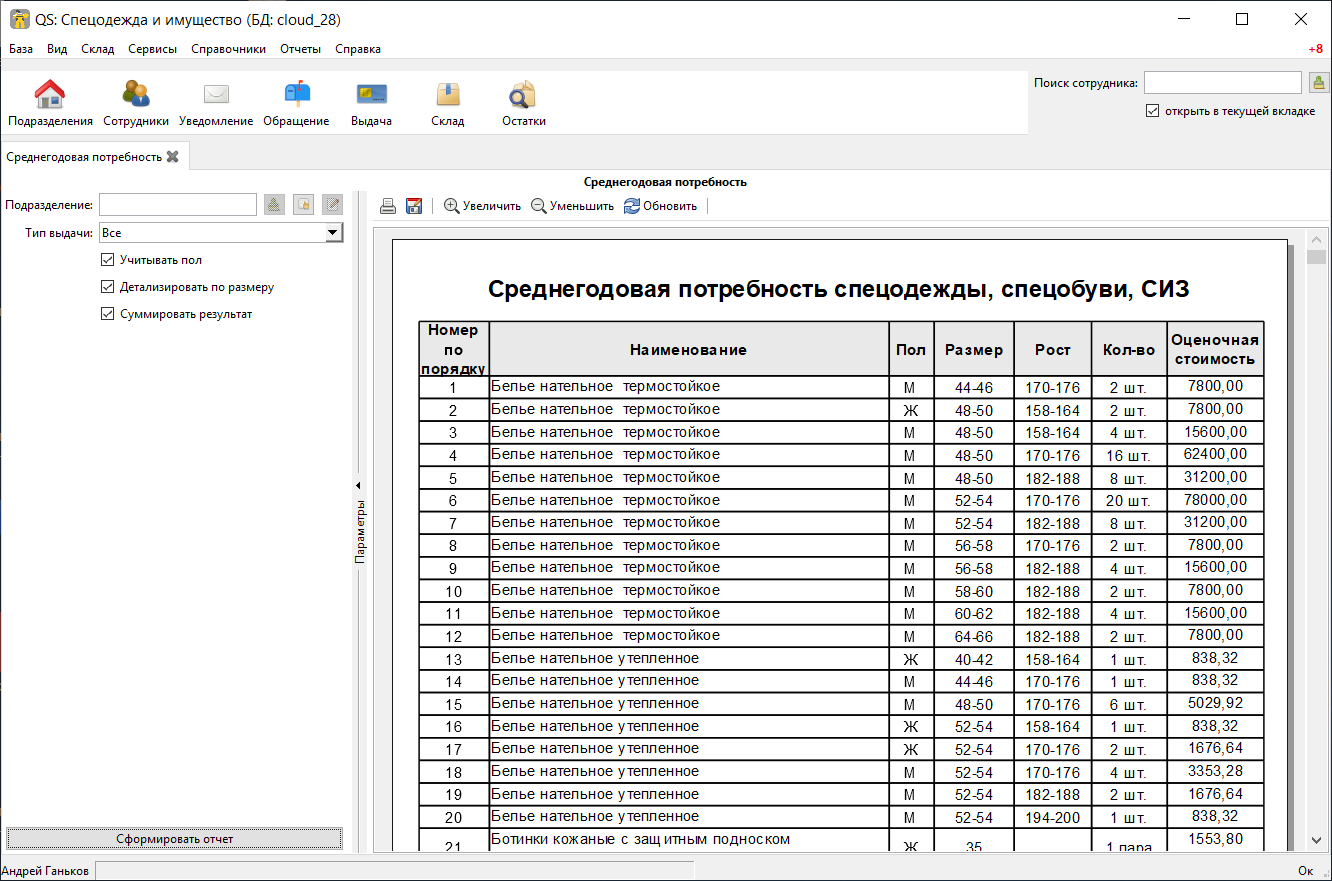 QS: Спецодежда и имущество (БД: cloud_28)
База Вид Склад Сервисы Справочники Отчеты Справка +8
Подразделения Сотрудники Уведомление Обращение Выдача Склад Остатки
Поиск сотрудника:
открыть в текущей вкладке
Среднегодовая потребность
Среднегодовая потребность
Подразделение:
Тип выдачи: Все
Учитывать пол
Детализировать по размеру
Суммировать результат
Параметры
Увеличить Уменьшить Обновить
Среднегодовая потребность спецодежды, спецобуви, СИЗ
Номер по порядку Наименование Пол Размер Рост Кол-во Оценочная стоимость
1 Белье нательное термостойкое М 44-46 170-176 2 шт. 7800,00
2 Белье нательное термостойкое Ж 48-50 158-164 2 шт. 7800,00
3 Белье нательное термостойкое М 48-50 158-164 4 шт. 15600,00
4 Белье нательное термостойкое М 48-50 170-176 16 шт. 62400,00
5 Белье нательное термостойкое М 48-50 182-188 8 шт. 31200,00
6 Белье нательное термостойкое М 52-54 170-176 20 шт. 78000,00
7 Белье нательное термостойкое М 52-54 182-188 8 шт. 31200,00
8 Белье нательное термостойкое М 56-58 170-176 2 шт. 7800,00
9 Белье нательное термостойкое М 56-58 182-188 4 шт. 15600,00
10 Белье нательное термостойкое М 58-60 182-188 2 шт. 7800,00
11 Белье нательное термостойкое М 60-62 182-188 4 шт. 15600,00
12 Белье нательное термостойкое М 64-66 182-188 2 шт. 7800,00
13 Белье нательное утепленное Ж 40-42 158-164 1 шт. 838,32
14 Белье нательное утепленное М 44-46 170-176 1 шт. 838,32
15 Белье нательное утепленное М 48-50 170-176 6 шт. 5029,92
16 Белье нательное утепленное Ж 52-54 158-164 1 шт. 838,32
17 Белье нательное утепленное Ж 52-54 170-176 2 шт. 1676,64
18 Белье нательное утепленное М 52-54 170-176 4 шт. 3353,28
19 Белье нательное утепленное М 52-54 182-188 2 шт. 1676,64
20 Белье нательное утепленное М 52-54 194-200 1 шт. 838,32
21 Ботинки кожаные с защитным подноском Ж 35 1 пара 1553,80
Сформировать отчет
Андрей Ганьков
Ок